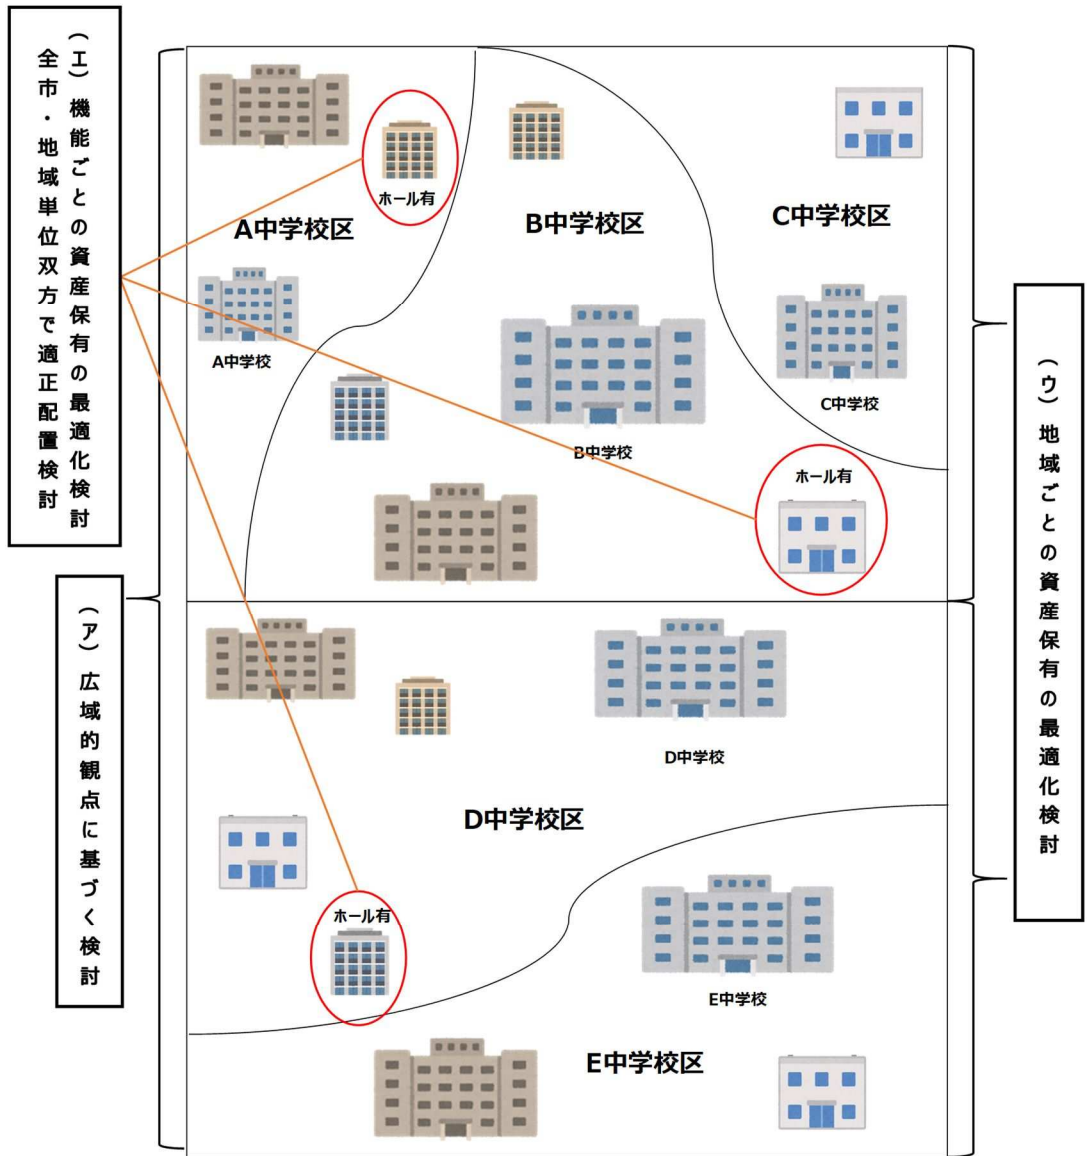 （エ）機能ごとの資産保有の最適化検討
全市・地域単位双方で適正配置検討
（ア）広域的観点に基づく検討
ホール有
A中学校区
B中学校区
C中学校区
A中学校
B中学校
C中学校
ホール有
D中学校
D中学校区
ホール有
E中学校
E中学校区
（ウ）地域ごとの資産保有の最適化検討